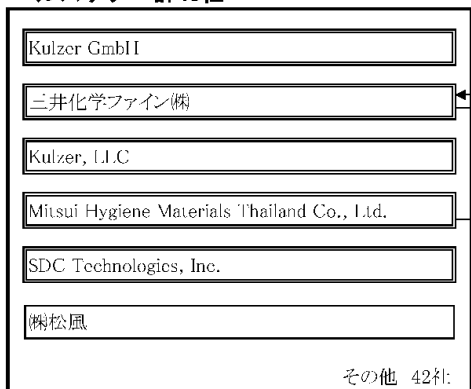 Kulzer GmbH
三井化学ファイン㈱
Kulzer, LLC
Mitsui Hygiene Materials Thailand Co., Ltd.
SDC Technologies, Inc.
㈱松風
その他 42社